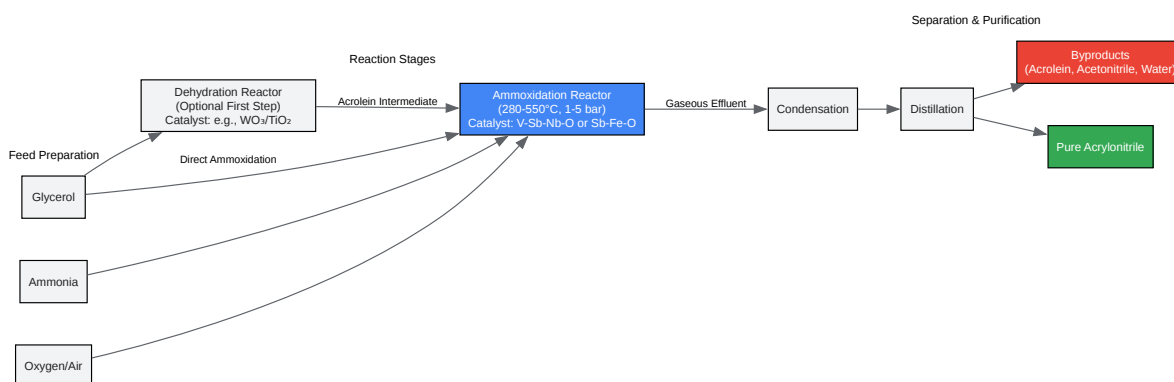 Separation & Purification
Byproducts
(Acrolein, Acetonitrile, Water)
Reaction Stages
Dehydration Reactor
(Optional First Step)
Catalyst: e.g., WO₃/TiO₂
Acrolein Intermediate
Ammoxidation Reactor
(280-550°C, 1-5 bar)
Catalyst: V-Sb-Nb-O or Sb-Fe-O
Gaseous Effluent
Condensation
Distillation
Pure Acrylonitrile
Feed Preparation
Direct Ammoxidation
Glycerol
Ammonia
Oxygen/Air